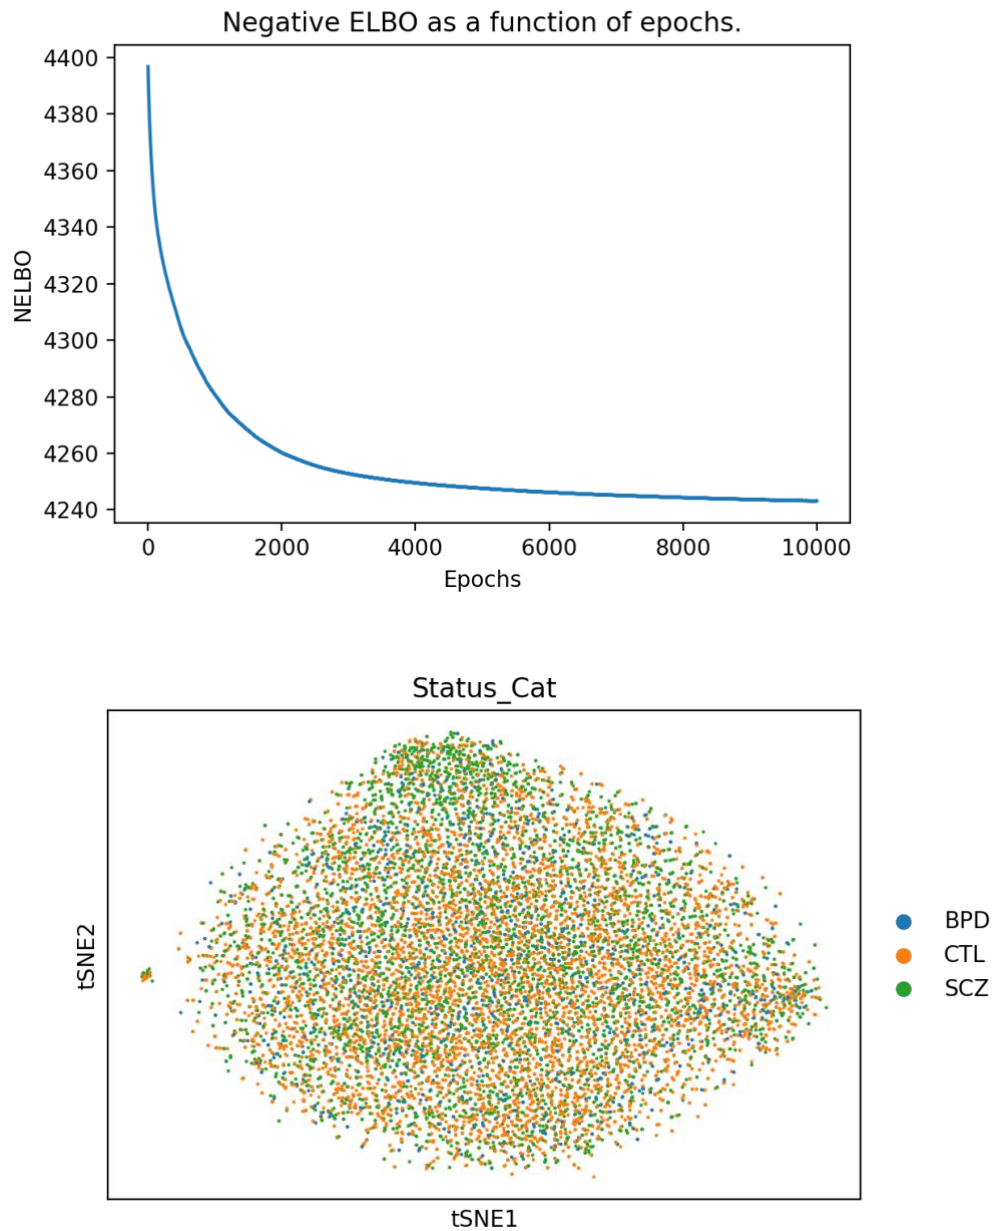 Negative ELBO as a function of epochs.
4400
4380
4360
4340
4320
4300
4280
4260
4240
NELBO
0 2000 4000 6000 8000 10000
Epochs
Status_Cat
tSNE2
BPD
CTL
SCZ
tSNE1